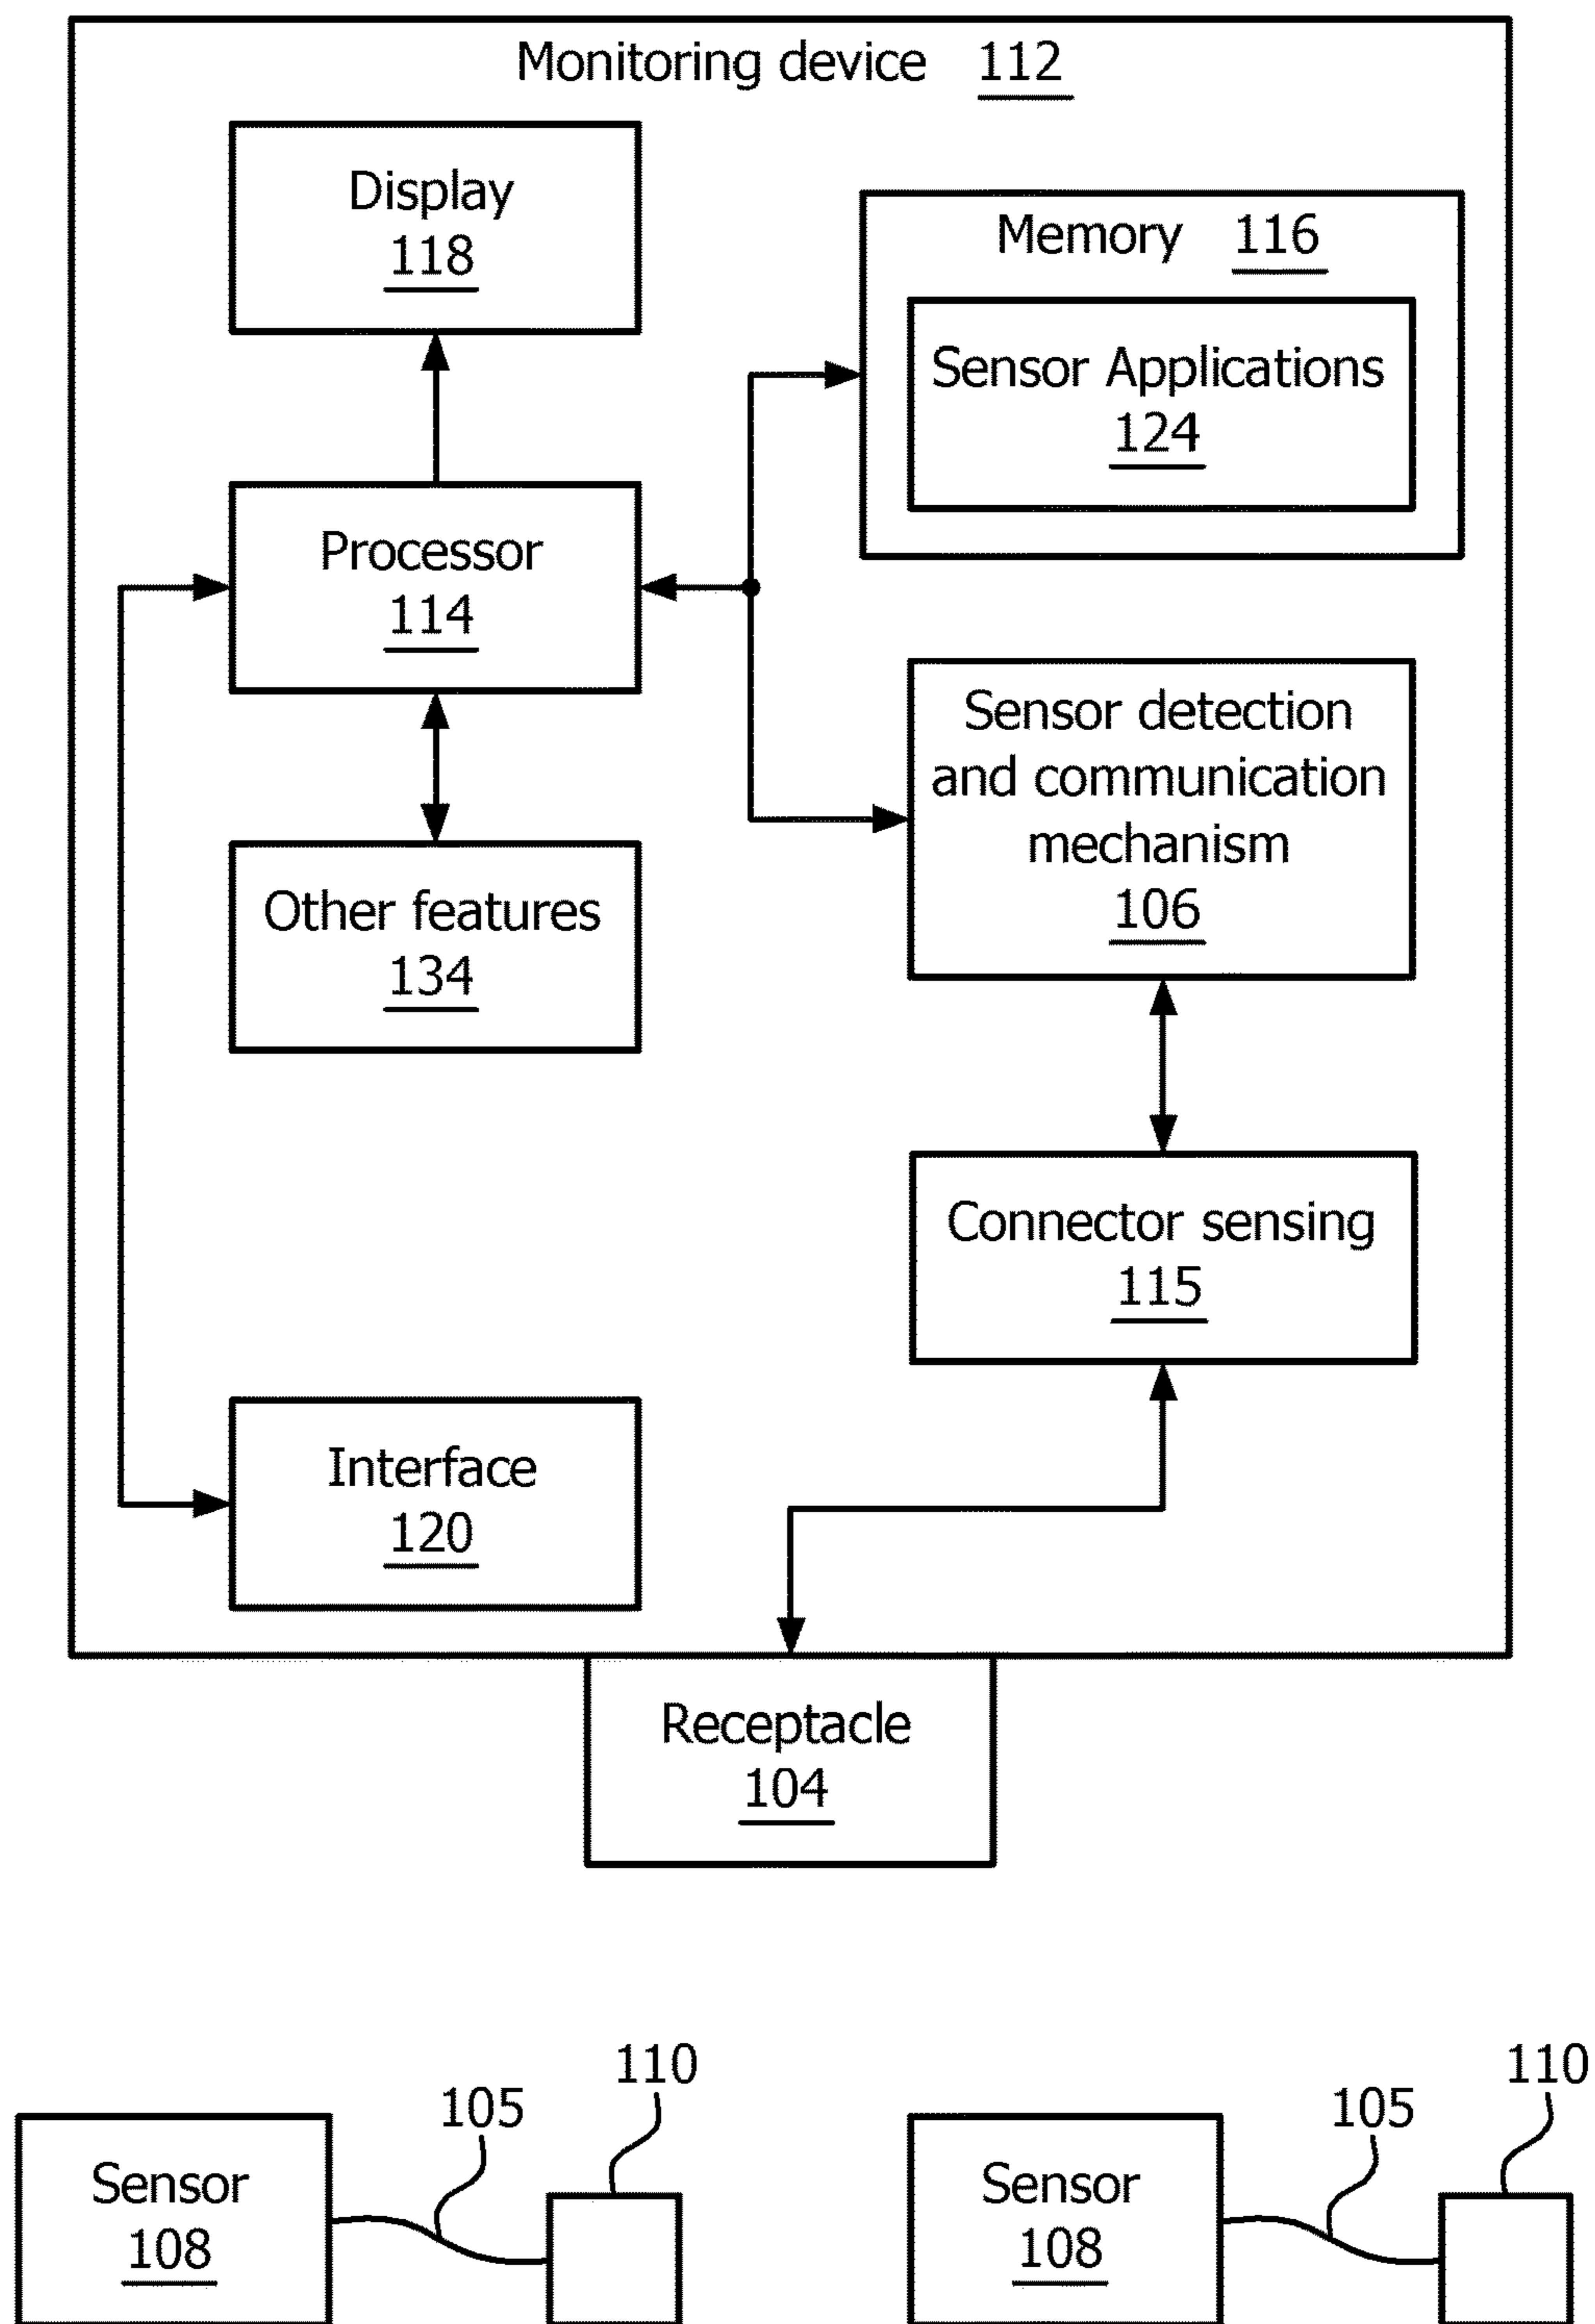 Monitoring device 112
Display
118
Memory 116
Sensor Applications
124
Processor
114
Sensor detection
and communication
mechanism
106
Other features
134
Connector sensing
115
Interface
120
Receptacle
104
110
105
Sensor
108
110
105
Sensor
108